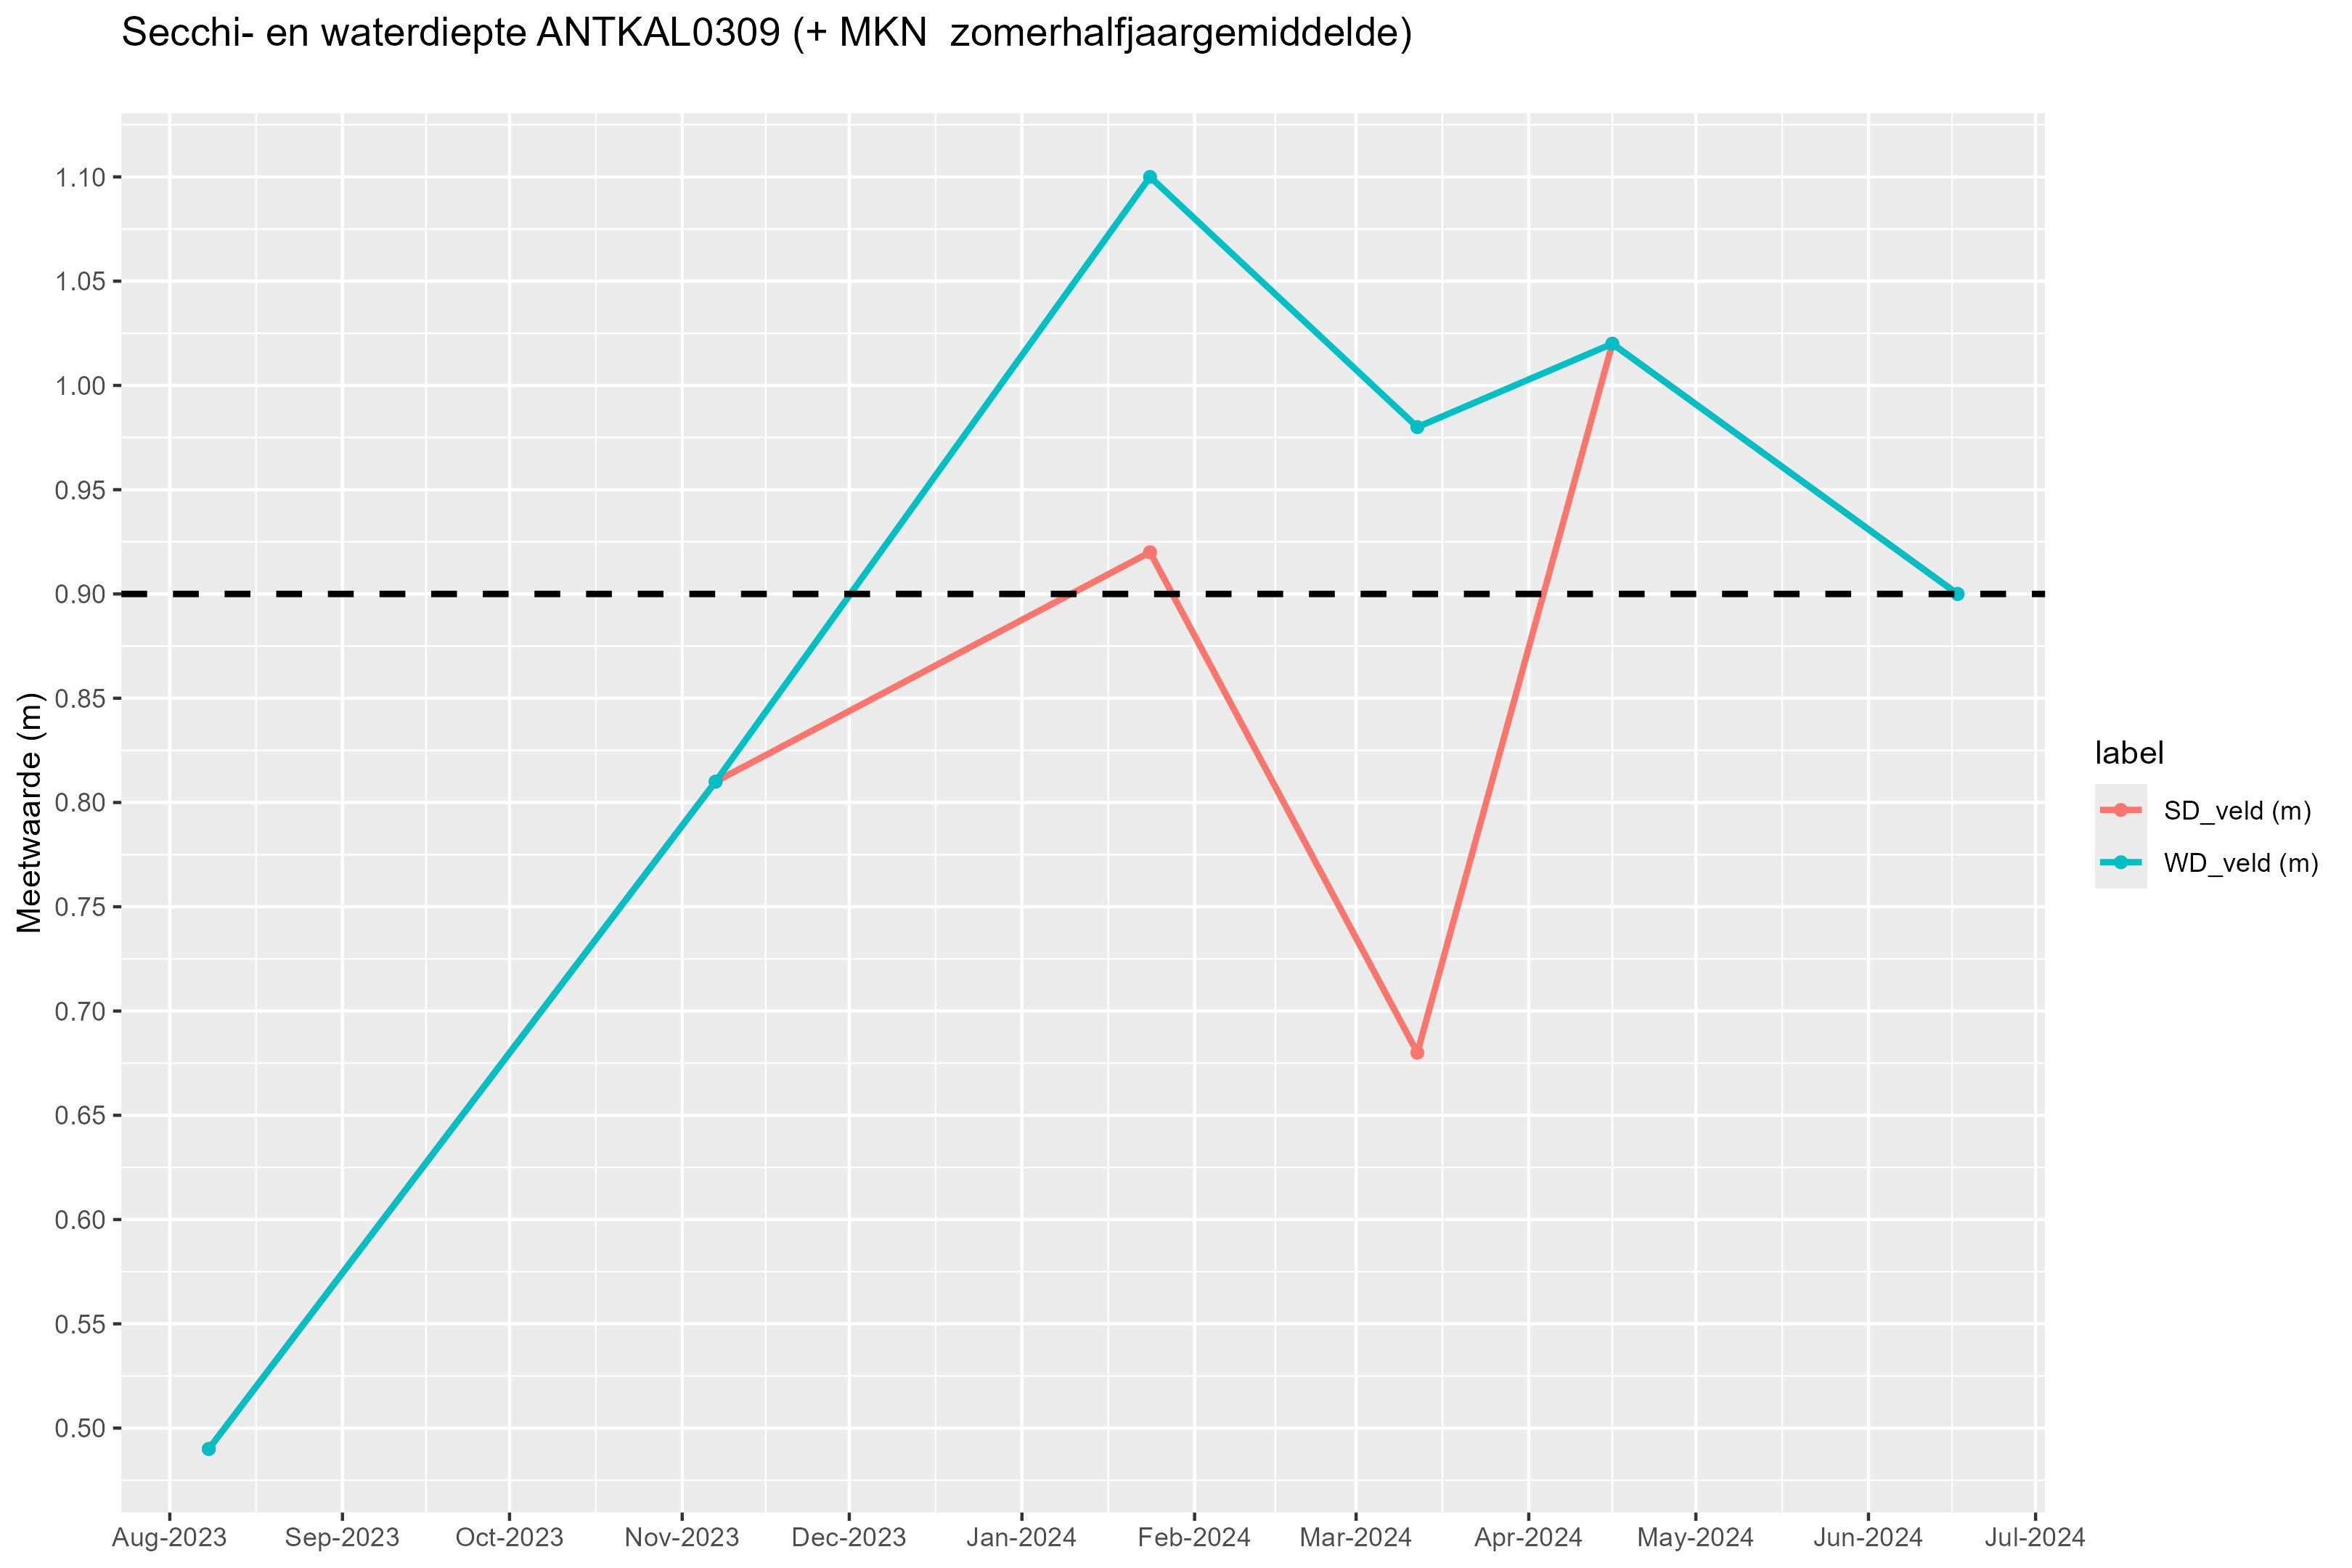 Secchi- en waterdiepte ANTKAL0309 (+ MKN  zomerhalfjaargemiddelde)
1.10
1.05
1.00
0.95
0.90
0.85
0.80
0.75
0.70
0.65
0.60
0.55
0.50
Meetwaarde (m)
Aug-2023 Sep-2023 Oct-2023 Nov-2023 Dec-2023 Jan-2024 Feb-2024 Mar-2024 Apr-2024 May-2024 Jun-2024 Jul-2024
label
SD_veld (m)
WD_veld (m)